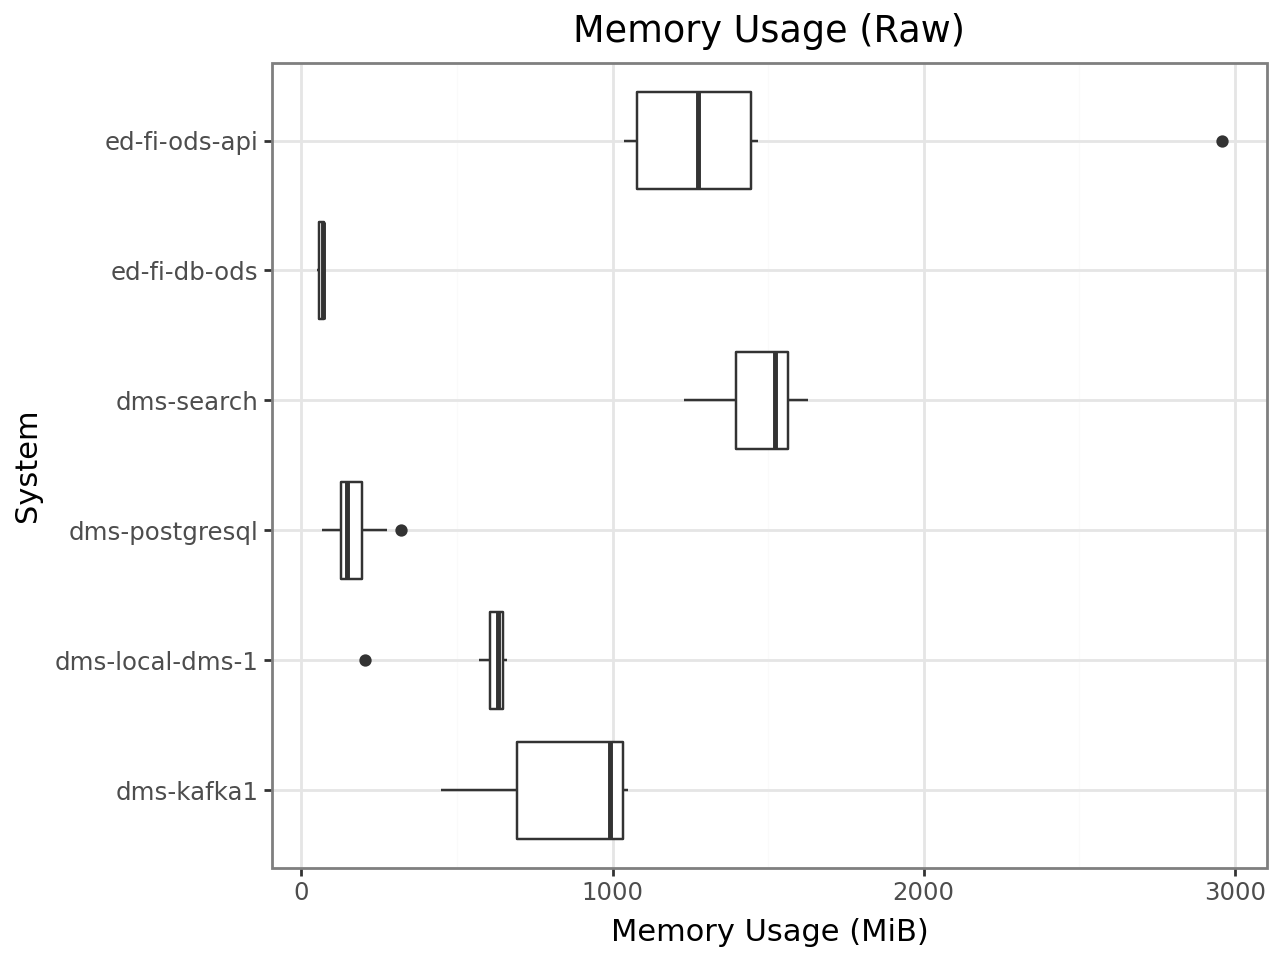 Memory Usage (Raw)
ed-fi-ods-api
ed-fi-db-ods
dms-search
dms-postgresql
dms-local-dms-1
dms-kafka1
System
0 1000 2000 3000
Memory Usage (MiB)